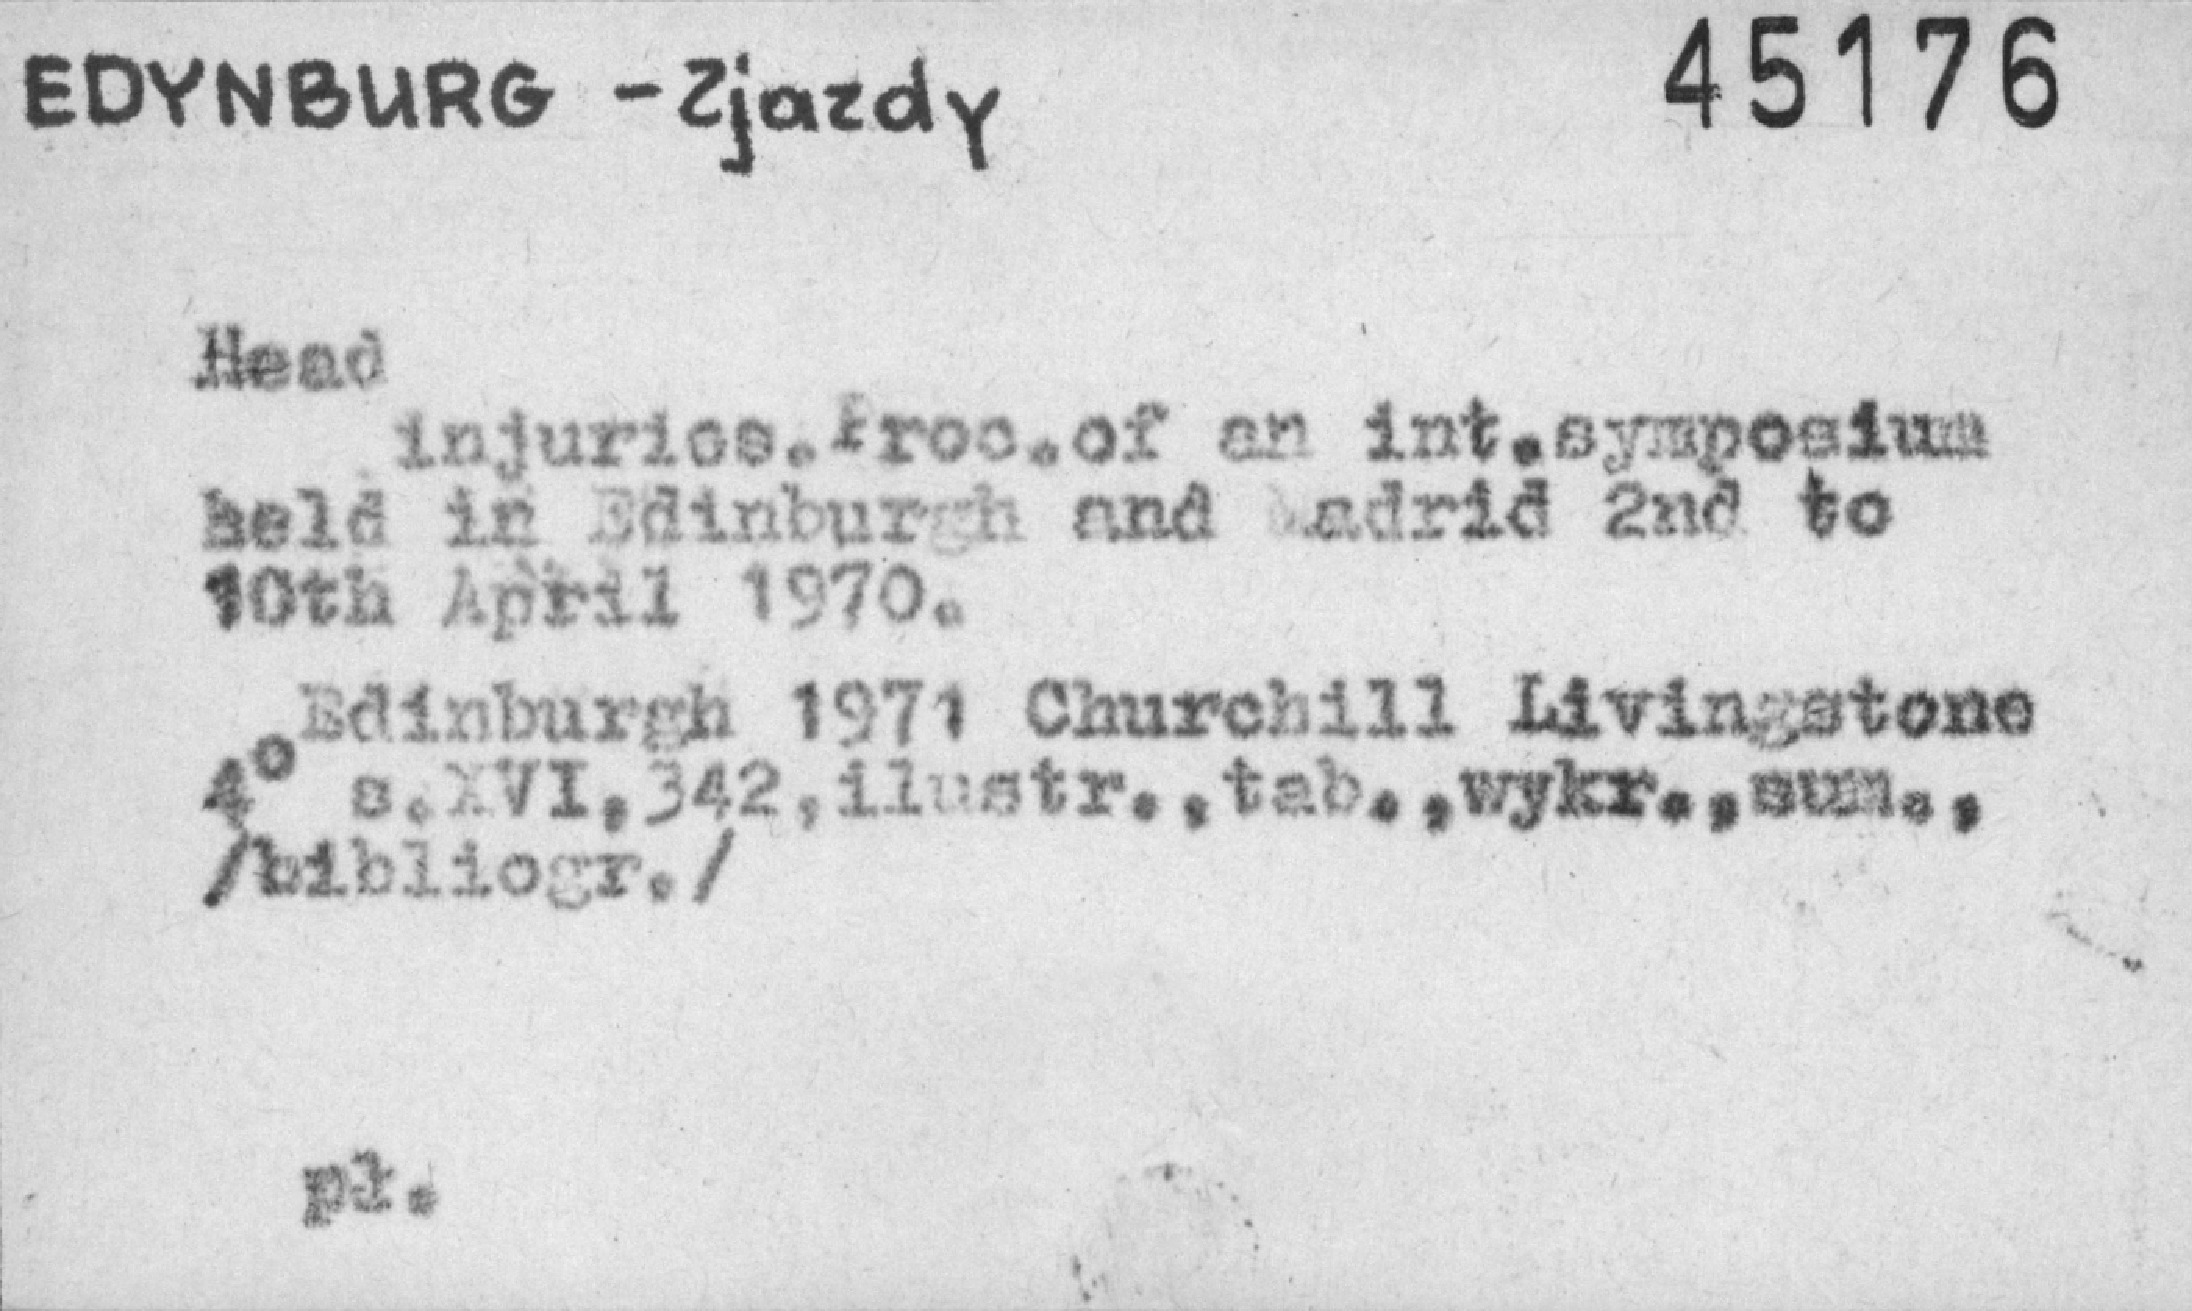 EDYNBURG - Zjazdy 45176
Head
injuries.Proc.of an int.symposium
held in Edinburgh and Madrid 2nd to
10th April 1970.
Edinburgh 1971 Churchill Livingstone
4° s.XVI,342,ilustr.,tab.,wykr.,sum.,
/bibliogr./
pł.